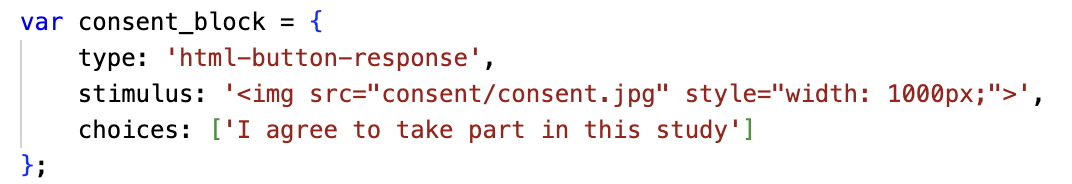 var consent_block = {
    type: 'html-button-response',
    stimulus: '<img src="consent/consent.jpg" style="width: 1000px;">',
    choices: ['I agree to take part in this study']
};